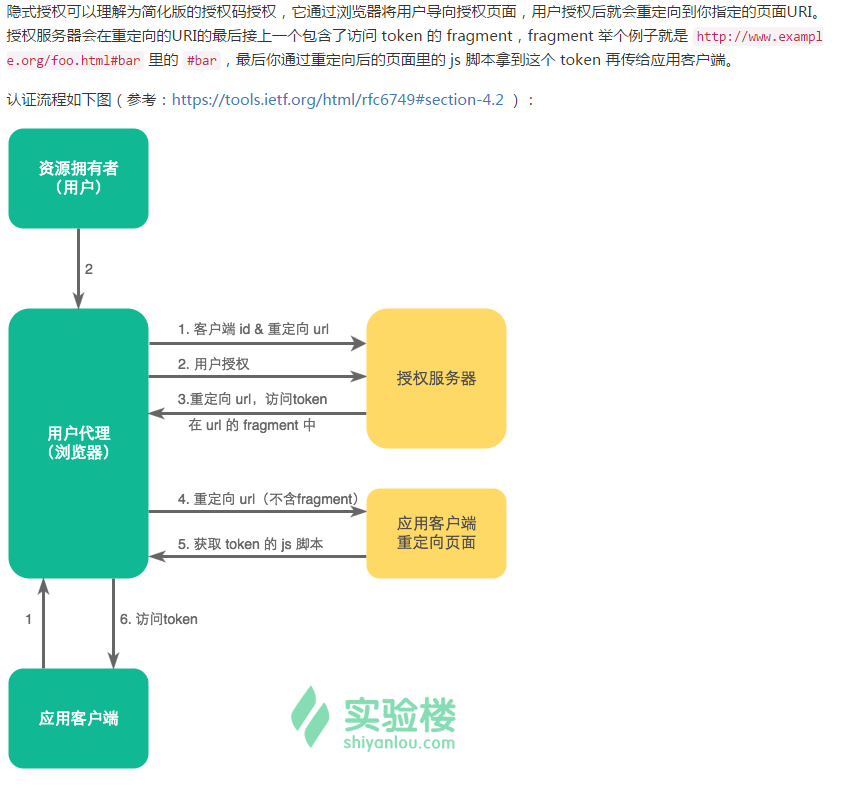 隐式授权可以理解为简化版的授权码授权，它通过浏览器将用户导向授权页面，用户授权后就会重定向到你指定的页面URI。
授权服务器会在重定向的URI的最后接上一个包含了访问 token 的 fragment，fragment 举个例子就是 http://www.exampl
e.org/foo.html#bar 里的 #bar ，最后你通过重定向后的页面里的 js 脚本拿到这个 token 再传给应用客户端。
认证流程如下图（参考：https://tools.ietf.org/html/rfc6749#section-4.2 ）：
资源拥有者
（用户）
2
1. 客户端 id & 重定向 url
2. 用户授权
3.重定向 url，访问token
在 url 的 fragment 中
授权服务器
用户代理
（浏览器）
4. 重定向 url（不含fragment）
5. 获取 token 的 js 脚本
应用客户端
重定向页面
1
6. 访问token
应用客户端
实验楼
shiyanlou.com